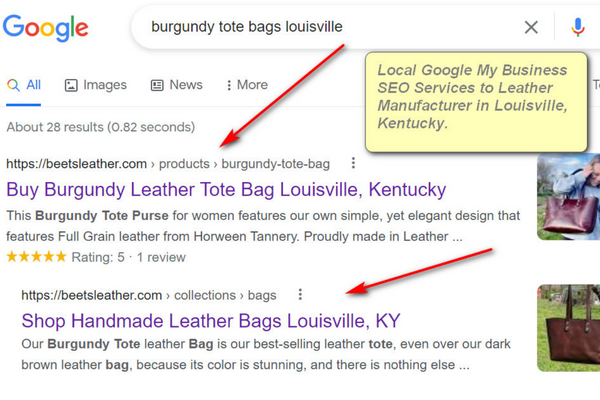 Google
burgundy tote bags louisville
All
Images
News
More
Local Google My Business
SEO Services to Leather
Manufacturer in Louisville,
Kentucky.
About 28 results (0.82 seconds)
https://beetsleather.com › products › burgundy-tote-bag
Buy Burgundy Leather Tote Bag Louisville, Kentucky
This Burgundy Tote Purse for women features our own simple, yet elegant design that
features Full Grain leather from Horween Tannery. Proudly made in Leather ...
Rating: 5 · 1 review
https://beetsleather.com › collections › bags
Shop Handmade Leather Bags Louisville, KY
Our Burgundy Tote leather Bag is our best-selling leather tote, even over our dark
brown leather bag, because its color is stunning, and there is nothing else ...